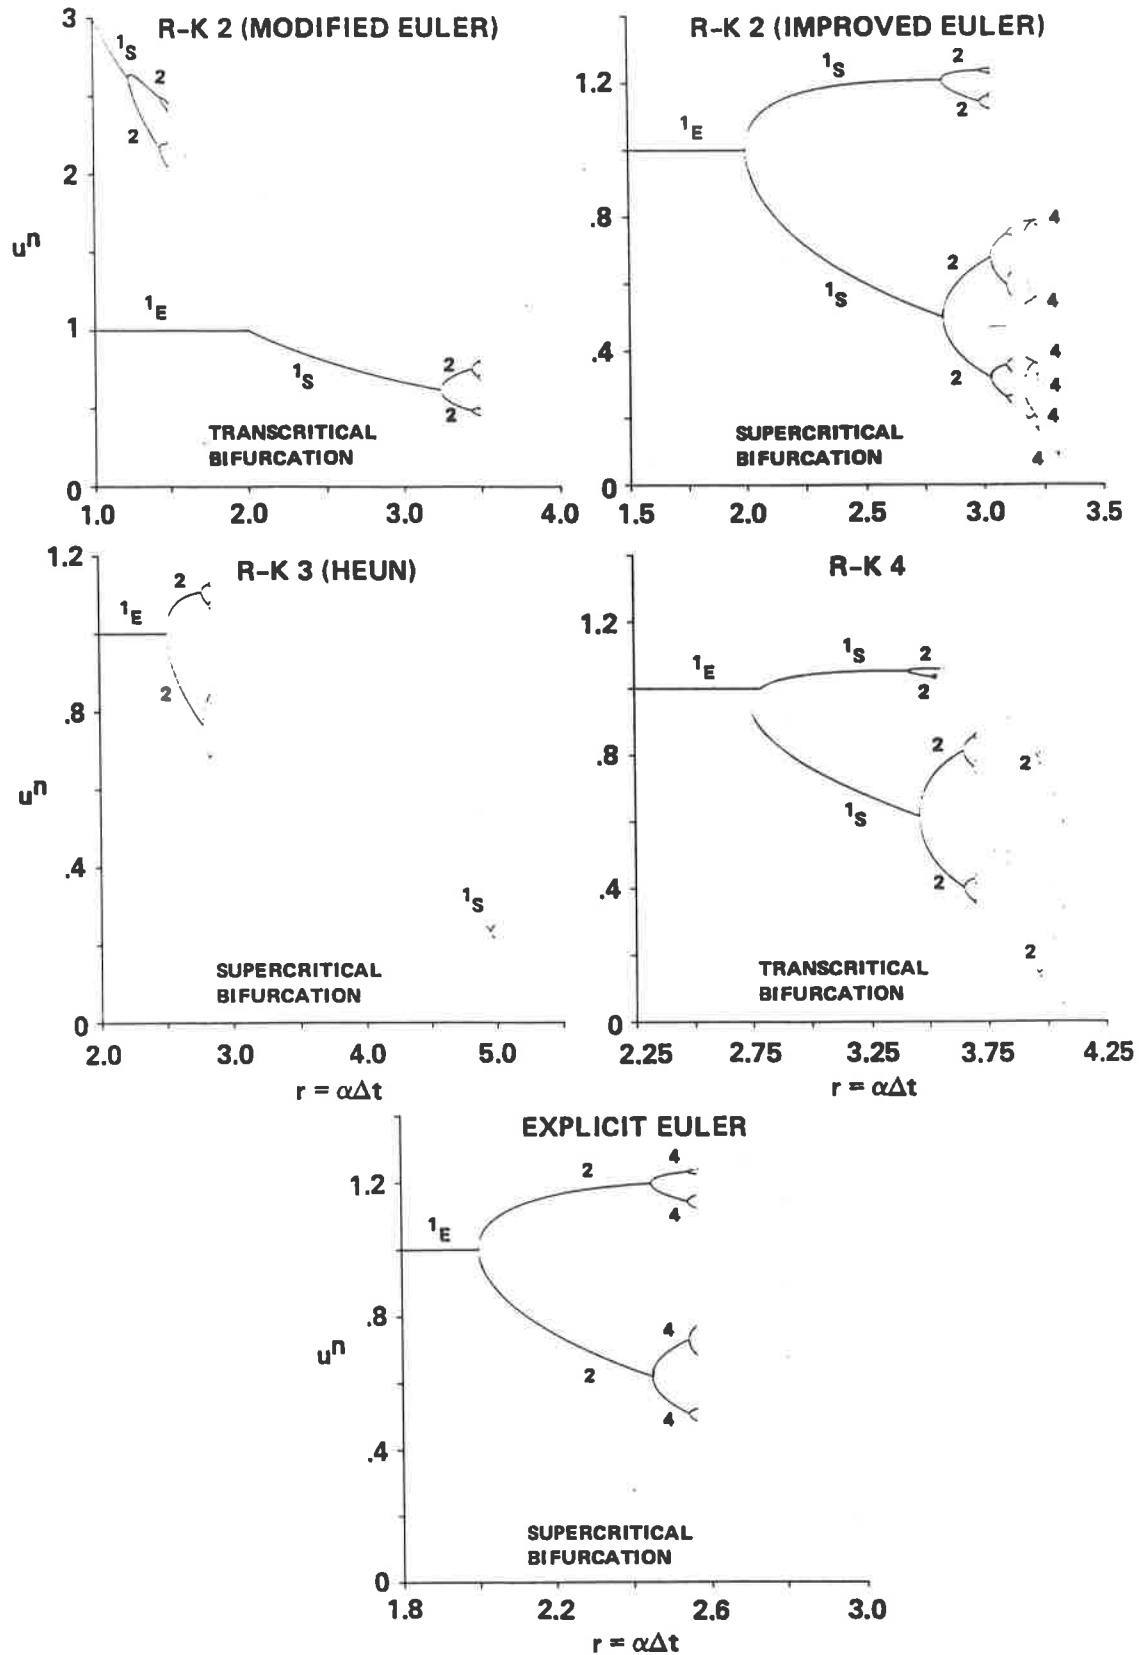 R-K 2 (MODIFIED EULER)
3
1S
2
2
2
uⁿ
1E
1
1S
2
2
TRANSCRITICAL
BIFURCATION
0
1.0 2.0 3.0 4.0
R-K 2 (IMPROVED EULER)
1.2
1S
2
2
1E
.8
4
2
1S
4
.4
4
2
4
4
SUPERCRITICAL
BIFURCATION
4
0
1.5 2.0 2.5 3.0 3.5
1.2
R-K 3 (HEUN)
2
1E
2
.8
uⁿ
.4
1S
SUPERCRITICAL
BIFURCATION
0
2.0 3.0 4.0 5.0
r = αΔt
R-K 4
1.2
1E
1S
2
2
.8
2
2
1S
.4
2
2
TRANSCRITICAL
BIFURCATION
0
2.25 2.75 3.25 3.75 4.25
r = αΔt
EXPLICIT EULER
1.2
2
4
4
1E
.8
4
uⁿ
2
4
.4
SUPERCRITICAL
BIFURCATION
0
1.8 2.2 2.6 3.0
r = αΔt